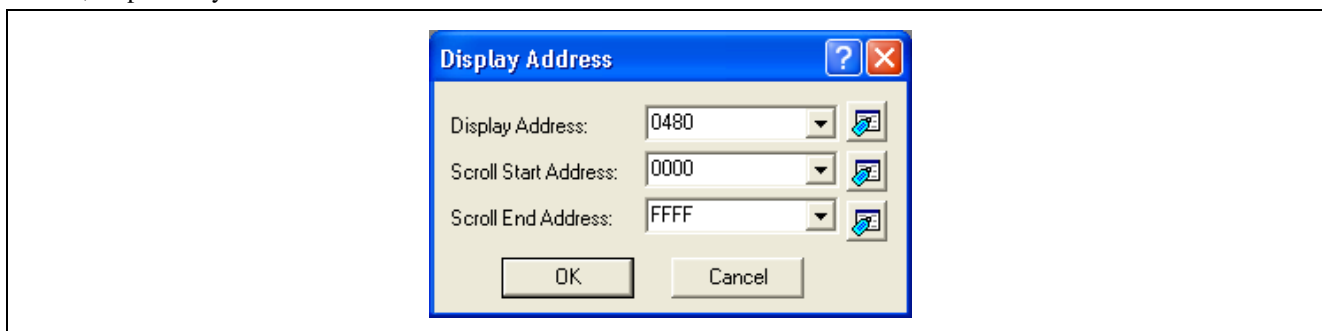 Display Address
Display Address: 0480
Scroll Start Address: 0000
Scroll End Address: FFFF
OK Cancel